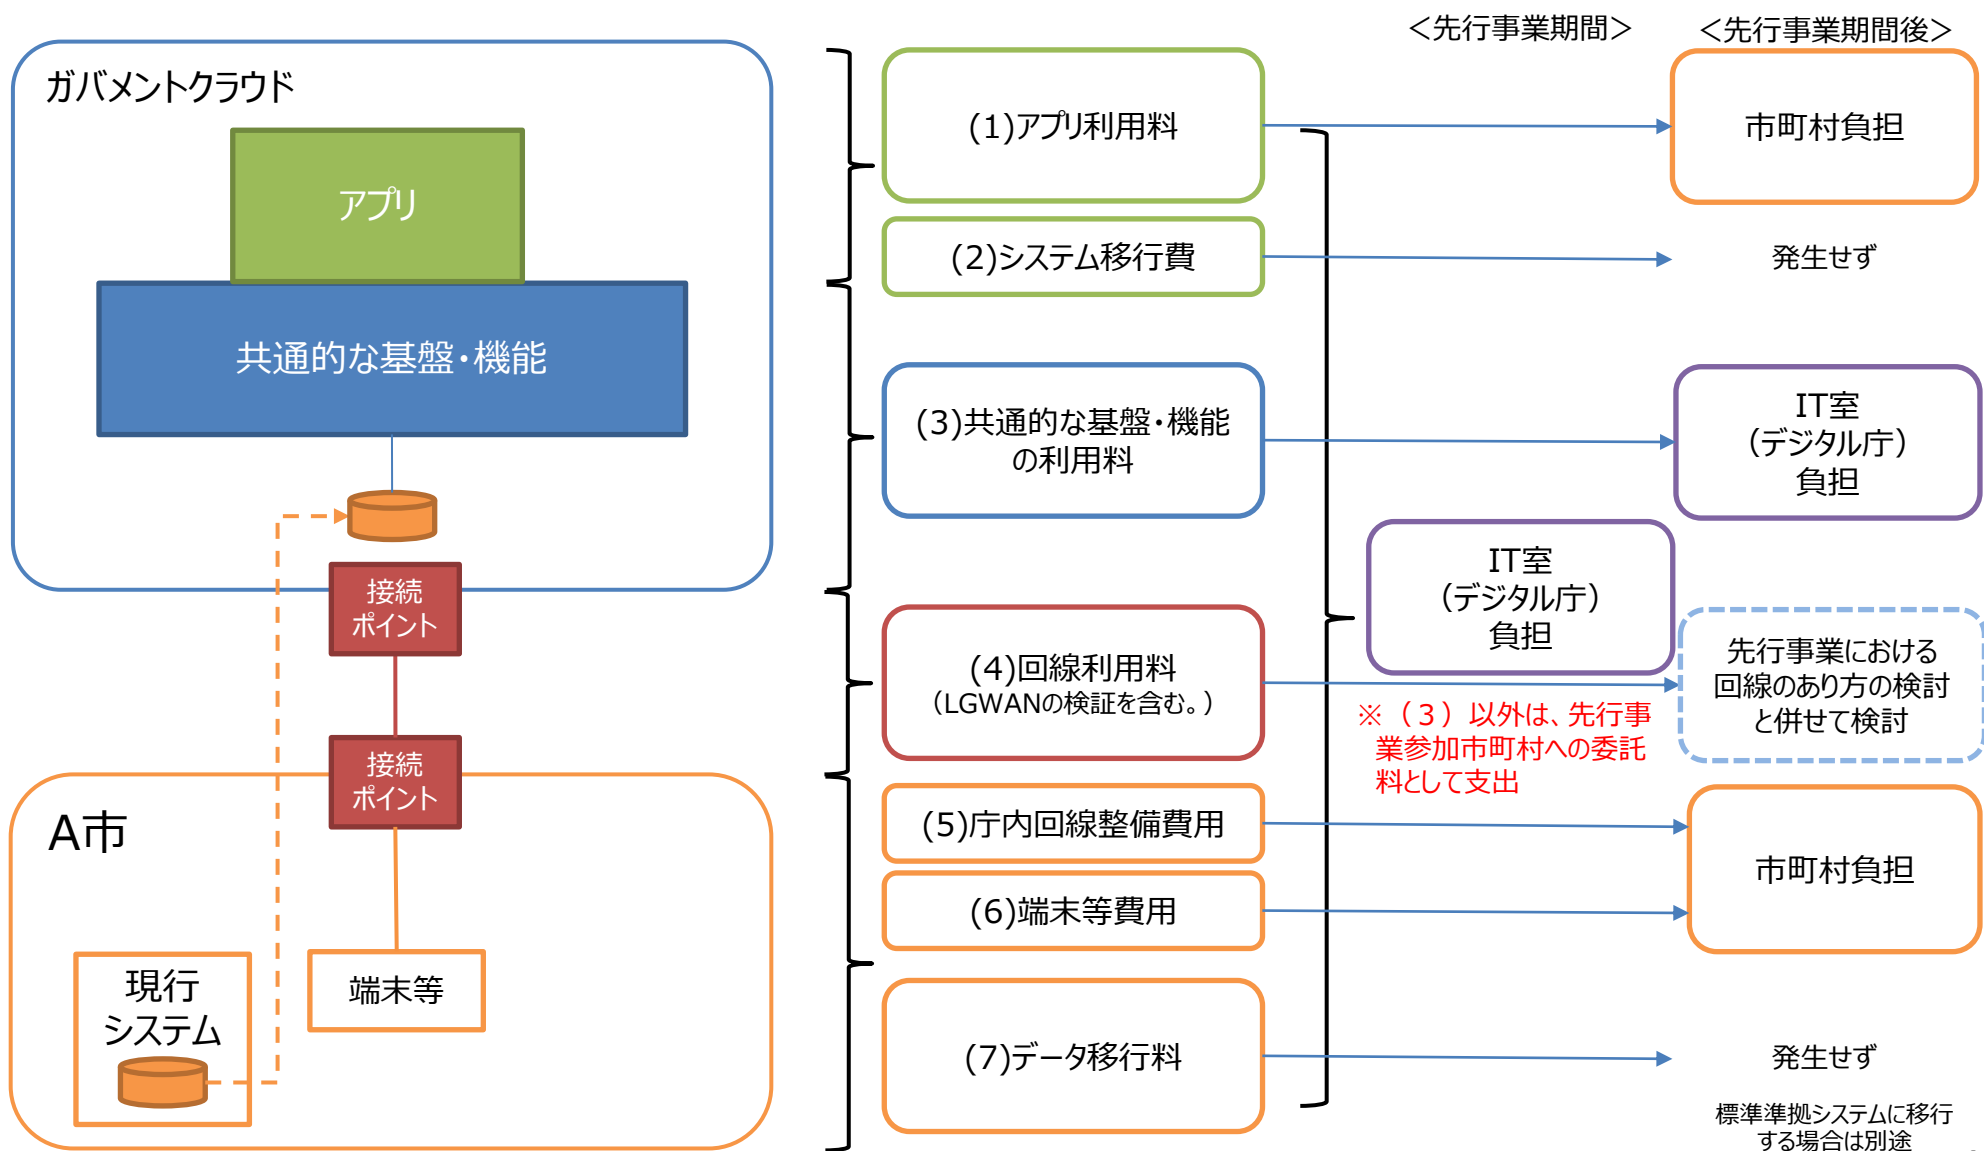 ＜先行事業期間＞
＜先行事業期間後＞
ガバメントクラウド
アプリ
共通的な基盤・機能
接続
ポイント
接続
ポイント
A市
現行
システム
端末等
(1)アプリ利用料
市町村負担
(2)システム移行費
発生せず
(3)共通的な基盤・機能
の利用料
IT室
（デジタル庁）
負担
IT室
（デジタル庁）
負担
(4)回線利用料
（LGWANの検証を含む。）
先行事業における
回線のあり方の検討
と併せて検討
※（３）以外は、先行事
業参加市町村への委託
料として支出
(5)庁内回線整備費用
(6)端末等費用
市町村負担
(7)データ移行料
発生せず
標準準拠システムに移行
する場合は別途